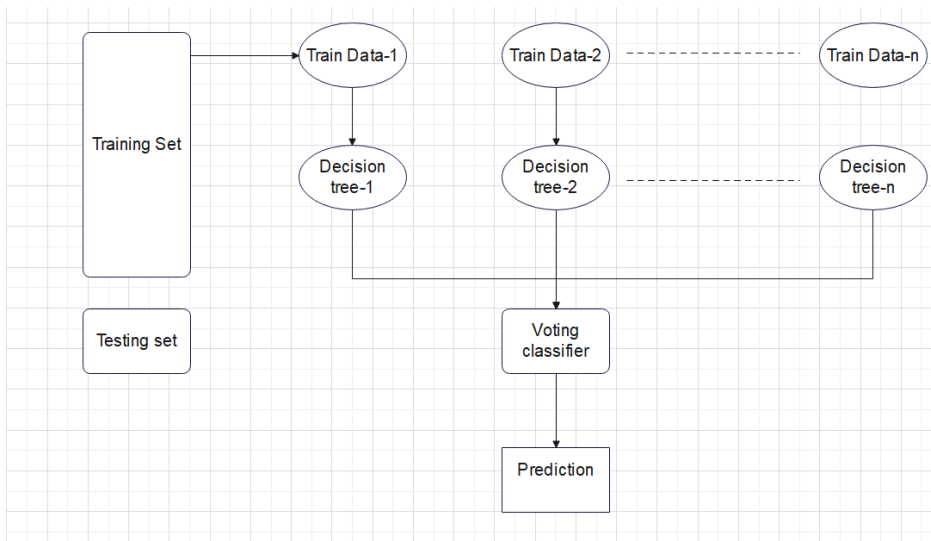 Train Data-1
Train Data-2
Train Data-n
Training Set
Decision
tree-1
Decision
tree-2
Decision
tree-n
Testing set
Voting
classifier
Prediction